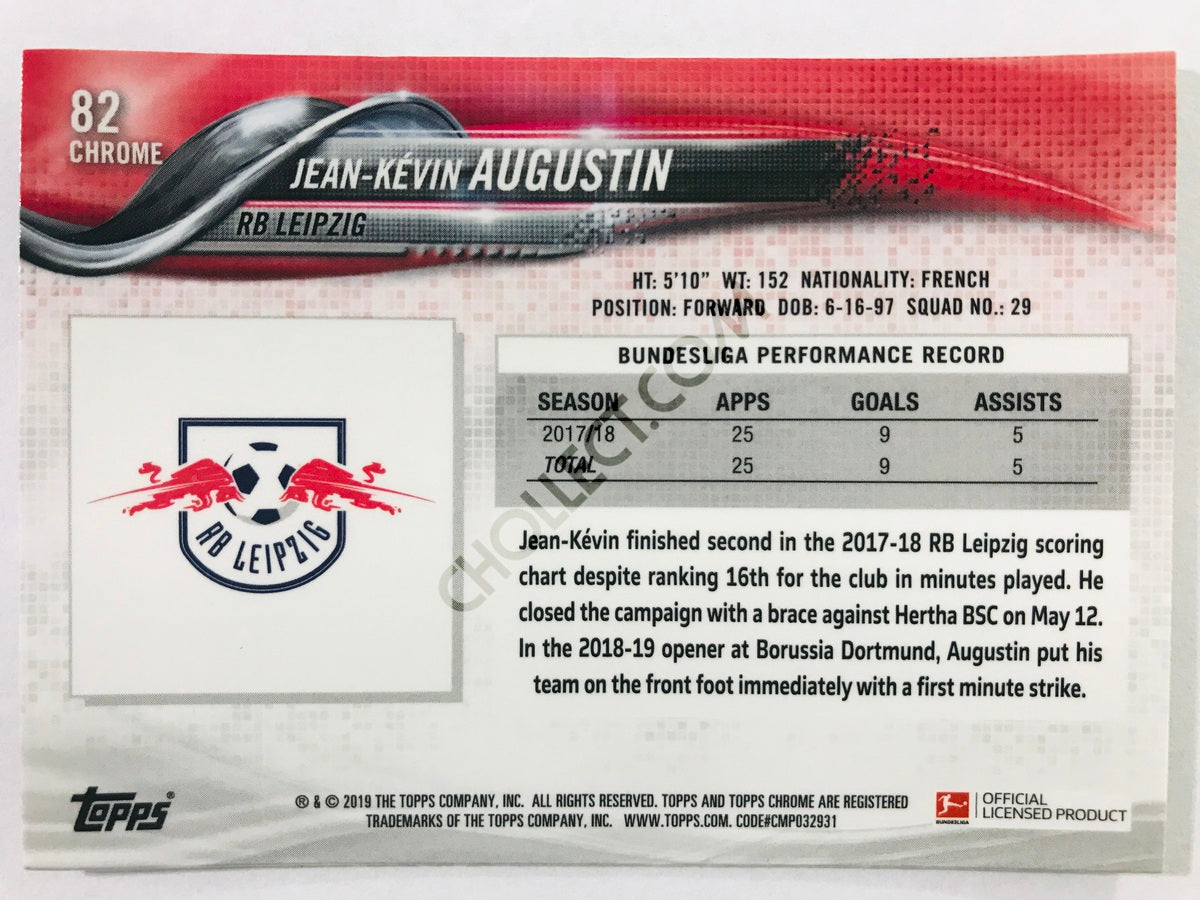 82
CHROME
JEAN-KÉVIN AUGUSTIN
RB LEIPZIG
HT: 5'10" WT: 152 NATIONALITY: FRENCH
POSITION: FORWARD DOB: 6-16-97 SQUAD NO.: 29
BUNDESLIGA PERFORMANCE RECORD
SEASON APPS GOALS ASSISTS
2017/18 25 9 5
TOTAL 25 9 5
RB LEIPZIG
Jean-Kévin finished second in the 2017-18 RB Leipzig scoring
chart despite ranking 16th for the club in minutes played. He
closed the campaign with a brace against Hertha BSC on May 12.
In the 2018-19 opener at Borussia Dortmund, Augustin put his
team on the front foot immediately with a first minute strike.
CHOLLECT.COM
Topps®
® & © 2019 THE TOPPS COMPANY, INC. ALL RIGHTS RESERVED. TOPPS AND TOPPS CHROME ARE REGISTERED
TRADEMARKS OF THE TOPPS COMPANY, INC. WWW.TOPPS.COM. CODE#CMP032931
BUNDESLIGA
OFFICIAL
LICENSED PRODUCT